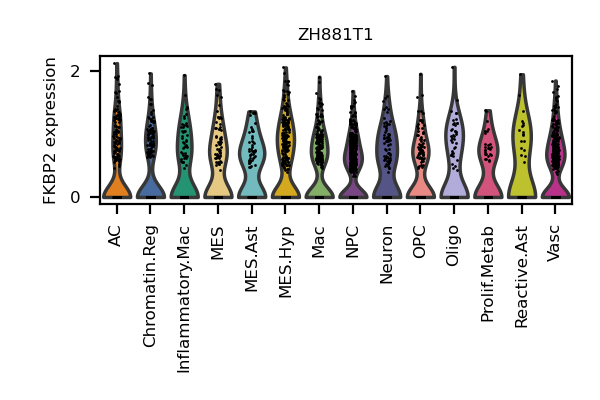 ZH881T1
FKBP2 expression
2
0
AC
Chromatin.Reg
Inflammatory.Mac
MES
MES.Ast
MES.Hyp
Mac
NPC
Neuron
OPC
Oligo
Prolif.Metab
Reactive.Ast
Vasc